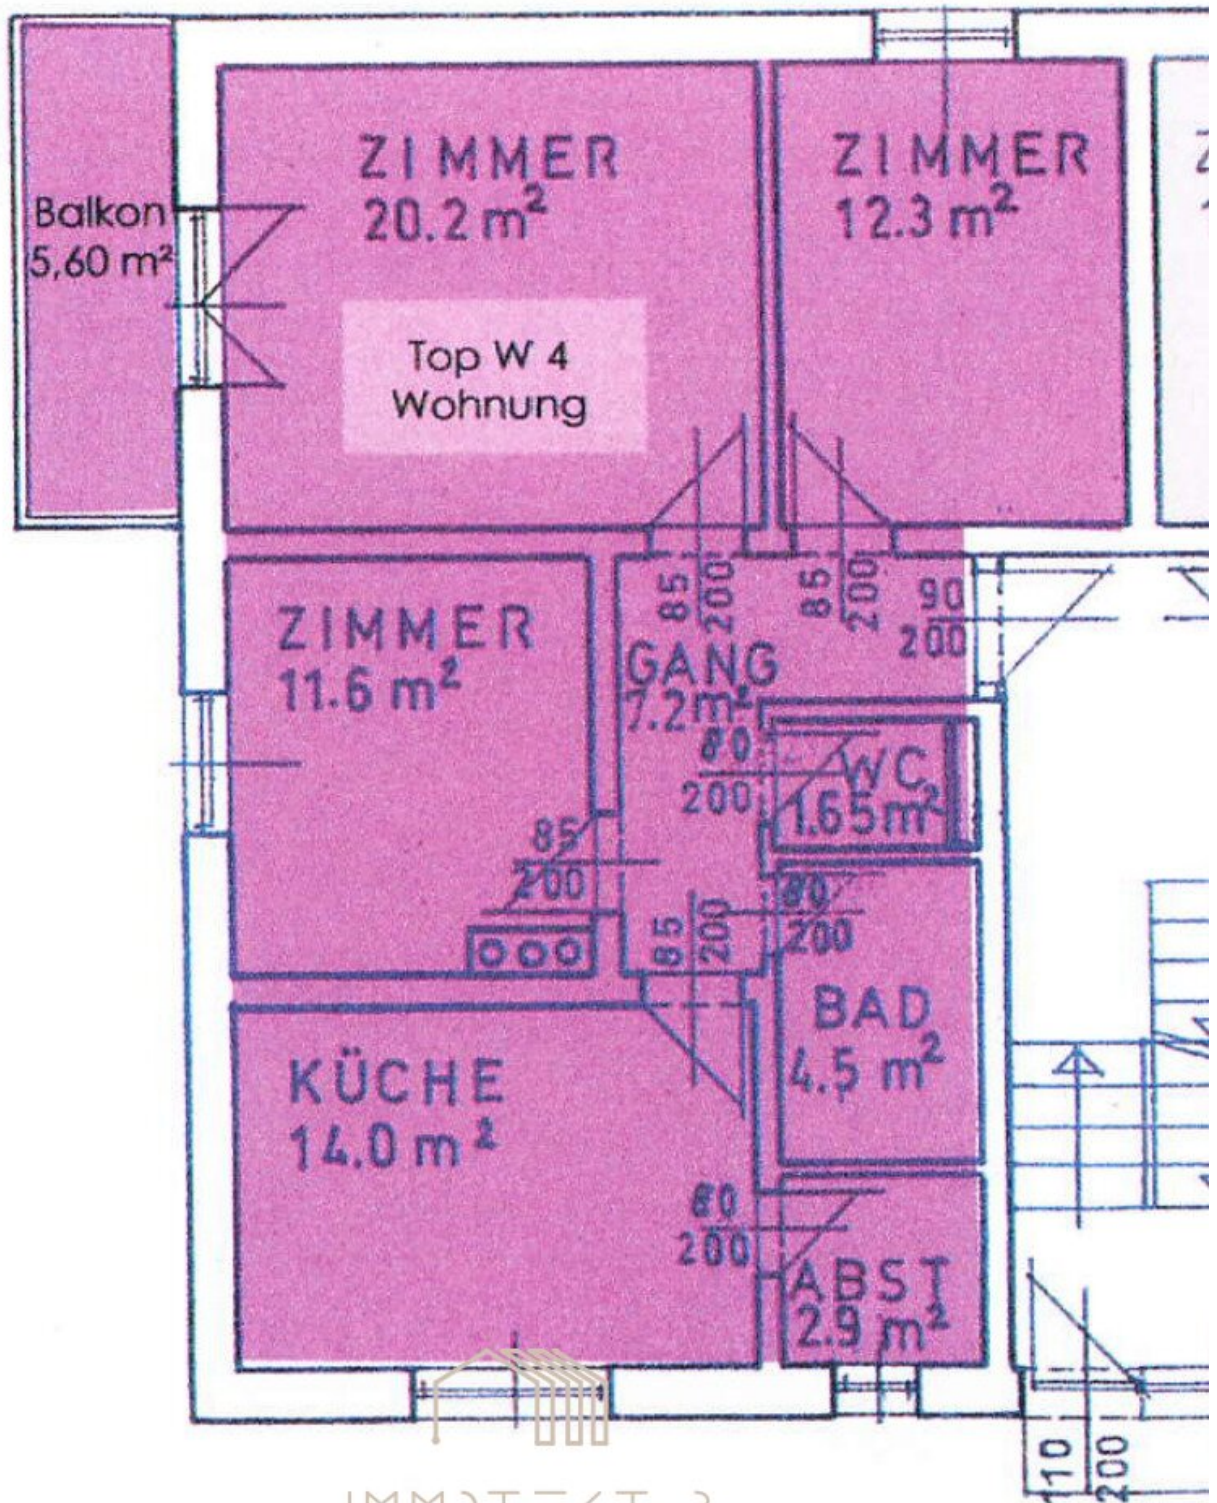 ZIMMER
20.2 m²
ZIMMER
12.3 m²
Balkon
5,60 m²
Top W 4
Wohnung
85
200
85
200
90
200
ZIMMER
11.6 m²
GANG
7.2 m²
80
200
WC
1.65 m²
85
200
85
200
80
200
BAD
4.5 m²
KÜCHE
14.0 m²
80
200
ABST
2.9 m²
110
200